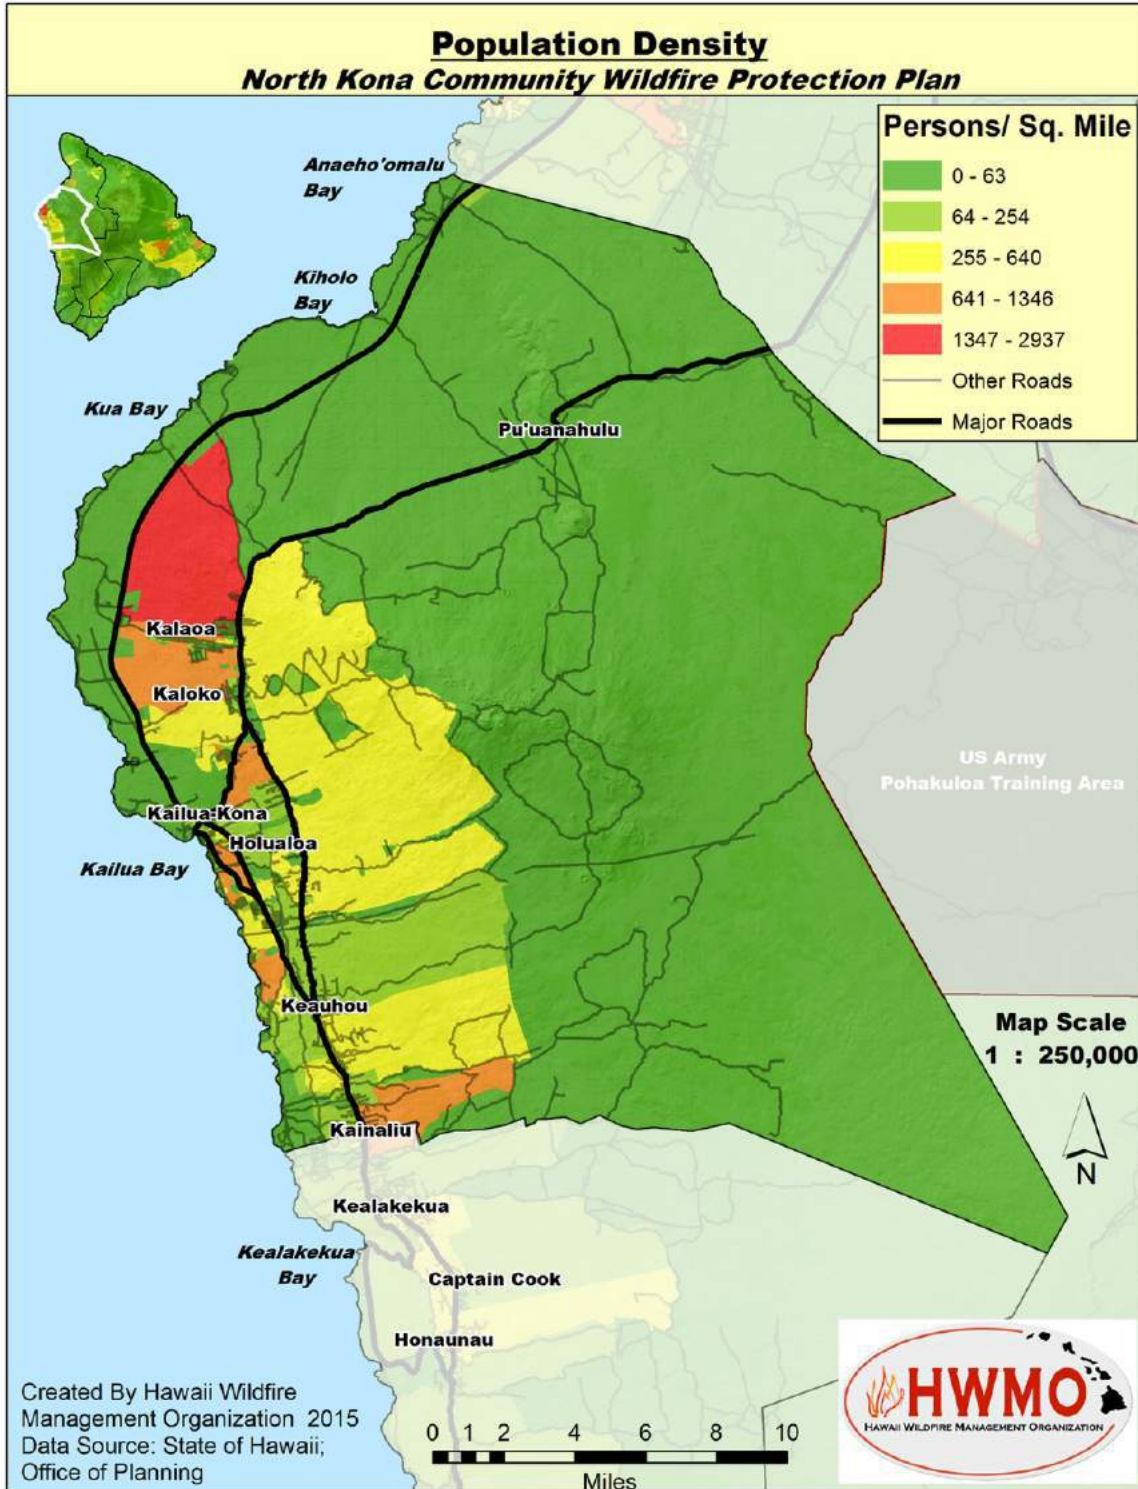 Population Density
North Kona Community Wildfire Protection Plan
Persons/ Sq. Mile
0 - 63
64 - 254
255 - 640
641 - 1346
1347 - 2937
Other Roads
Major Roads
Anaeho'omalu
Bay
Kiholo
Bay
Kua Bay
Pu'uanahulu
Kalaoa
Kaloko
US Army
Pohakuloa Training Area
Kailua-Kona
Holualoa
Kailua Bay
Keauhou
Map Scale
1 : 250,000
N
Kainaliu
Kealakekua
Kealakekua
Bay
Captain Cook
Honaunau
Created By Hawaii Wildfire
Management Organization 2015
Data Source: State of Hawaii;
Office of Planning
0 1 2 4 6 8 10
Miles
HWMO
HAWAII WILDFIRE MANAGEMENT ORGANIZATION